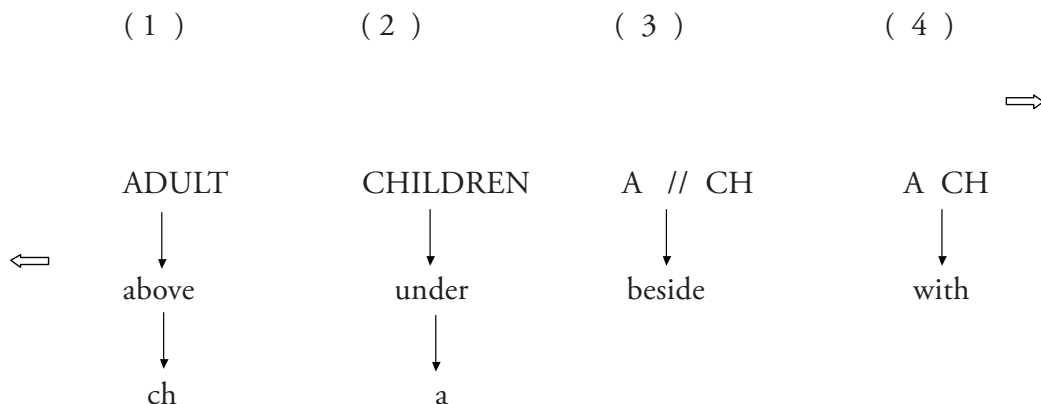 ( 1 ) ( 2 ) ( 3 ) ( 4 )
ADULT CHILDREN A // CH A CH
above under beside with
ch a